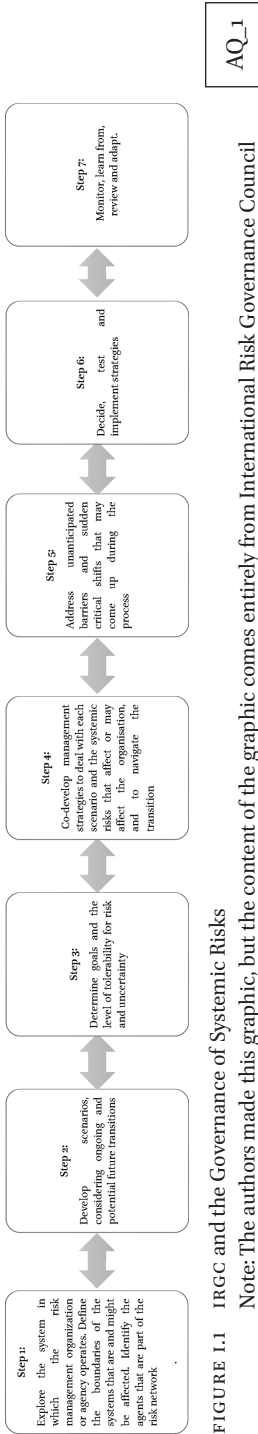 Step 1:
Explore the system in
which the risk
management organization
or agency operates. Define
the boundaries of the
systems that are and might
be affected. Identify the
agents that are part of the
risk network
.
Step 2:
Develop scenarios,
considering ongoing and
potential future transitions
Step 3:
Determine goals and the
level of tolerability for risk
and uncertainty
Step 4:
Co-develop management
strategies to deal with each
scenario and the systemic
risks that affect or may
affect the organisation,
and to navigate the
transition
Step 5:
Address unanticipated
barriers and sudden
critical shifts that may
come up during the
process
Step 6:
Decide, test and
implement strategies
Step 7:
Monitor, learn from,
review and adapt.
FIGURE I.1 IRGC and the Governance of Systemic Risks
Note: The authors made this graphic, but the content of the graphic comes entirely from International Risk Governance Council
AQ_1